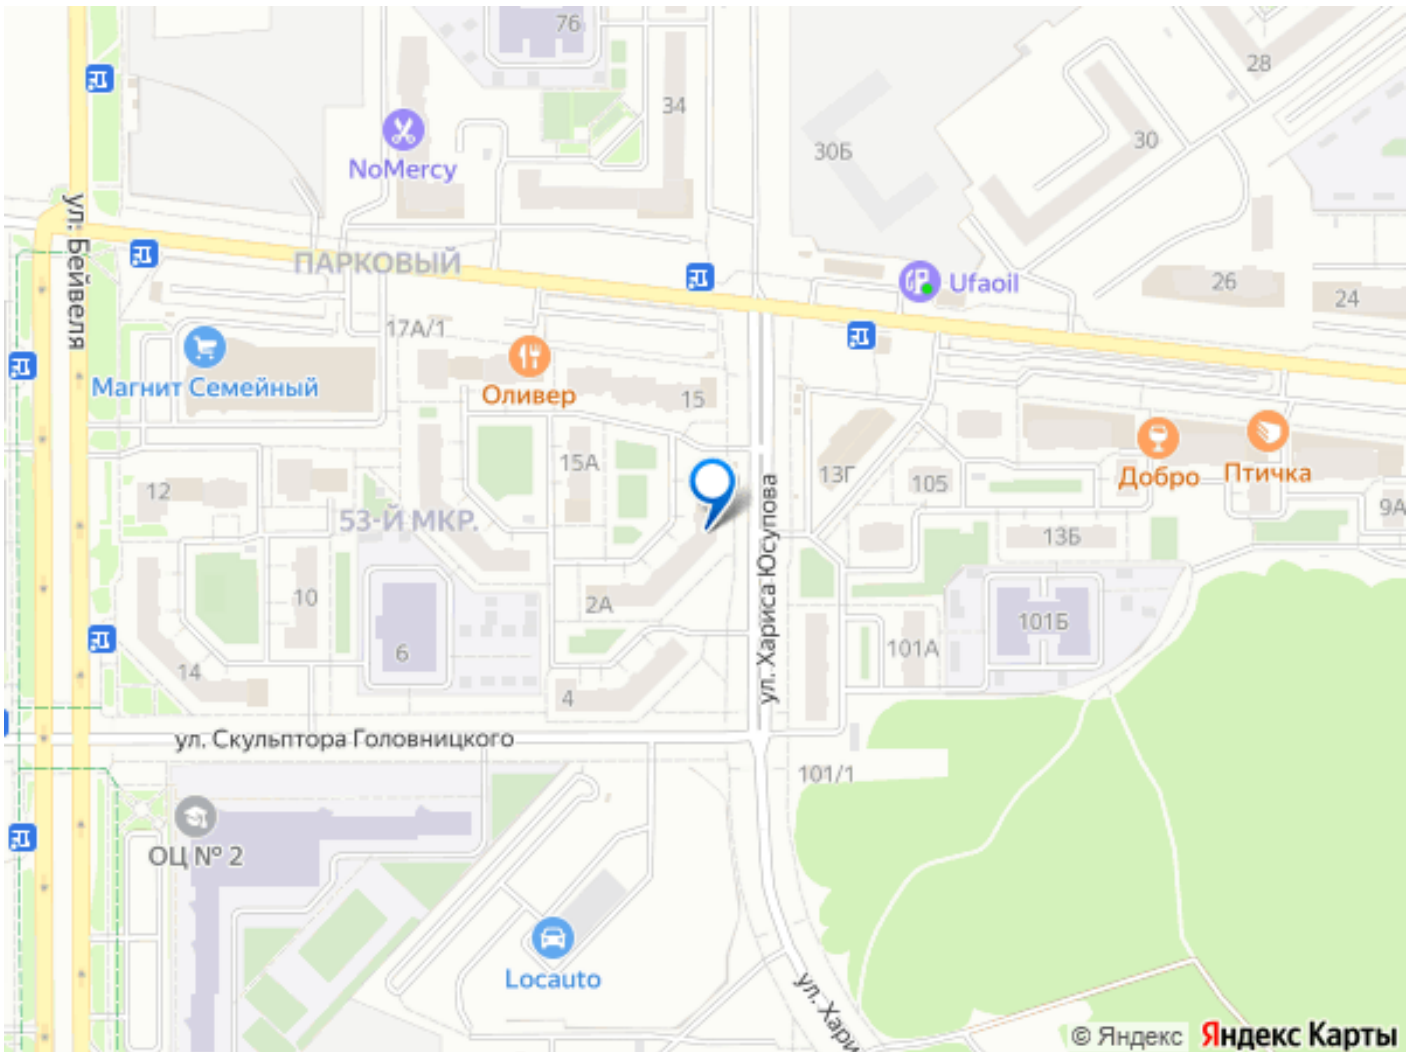 76
28
34
NoMercy
30Б
30
ул. Бейвеля
ПАРКОВЫЙ
Ufaoil
26
24
17А/1
Магнит Семейный
Оливер
15
15А
13Г
105
Добро
Птичка
12
53-Й МКР.
9А
13Б
ул. Хариса Юсупова
10
2А
101Б
6
101А
14
4
ул. Скульптора Головницкого
101/1
ОЦ № 2
Locauto
ул. Хари
© Яндекс Яндекс Карты